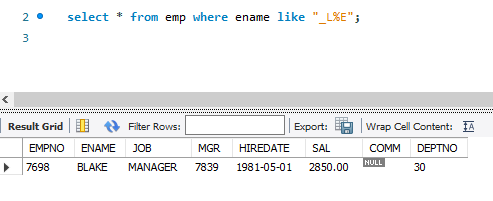 2 select * from emp where ename like "_L%E";
3
Result Grid Filter Rows: Export: Wrap Cell Content: IA
EMPNO ENAME JOB MGR HIREDATE SAL COMM DEPTNO
7698 BLAKE MANAGER 7839 1981-05-01 2850.00 NULL 30